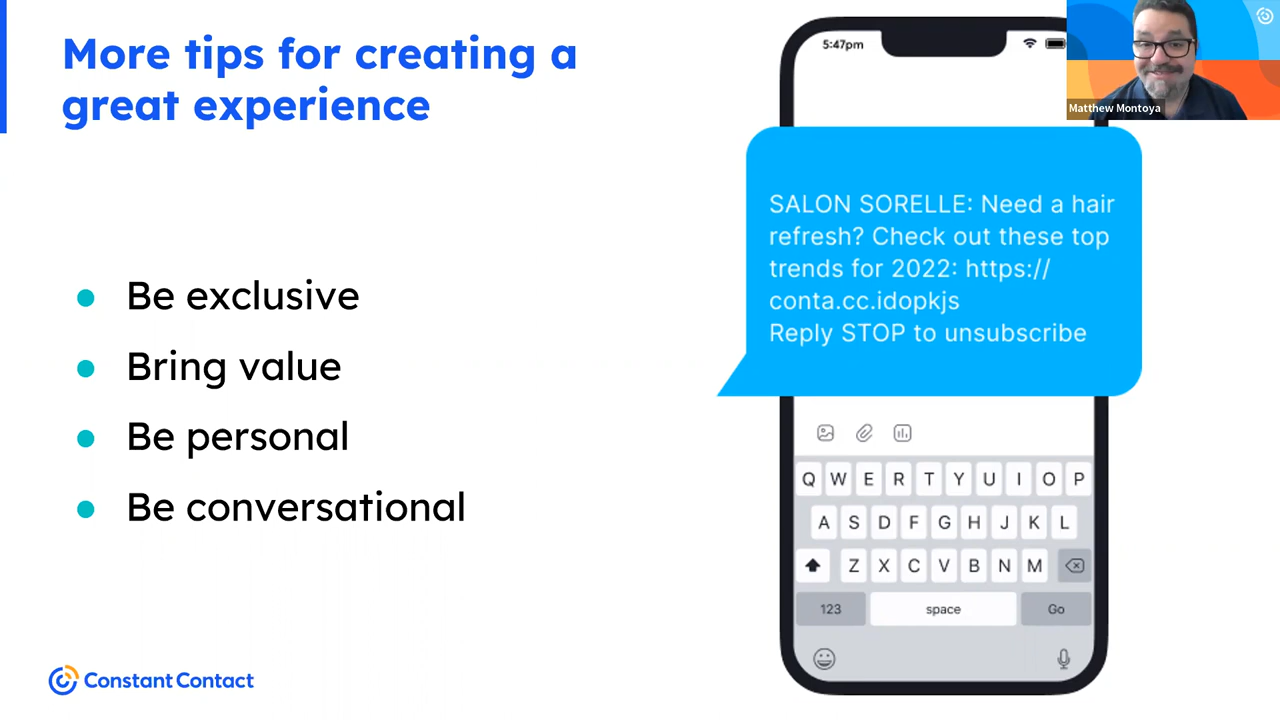 More tips for creating a
great experience
Be exclusive
Bring value
Be personal
Be conversational
Constant Contact
5:47pm
SALON SORELLE: Need a hair
refresh? Check out these top
trends for 2022: https://
conta.cc.idopkjs
Reply STOP to unsubscribe
Q W E R T Y U I O P
A S D F G H J K L
Z X C V B N M
123 space Go
Matthew Montoya